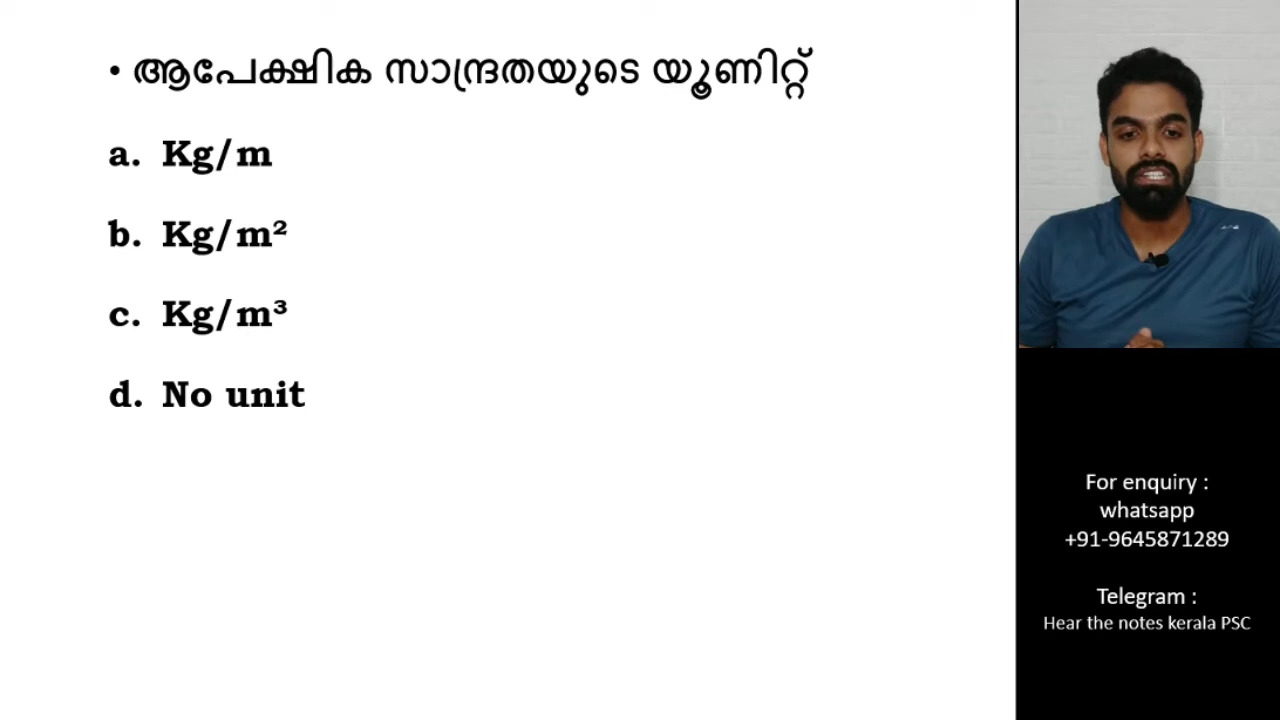 • ആപേക്ഷിക സാന്ദ്രതയുടെ യൂണിറ്റ്
a. Kg/m
b. Kg/m²
c. Kg/m³
d. No unit
For enquiry :
whatsapp
+91-9645871289
Telegram :
Hear the notes kerala PSC